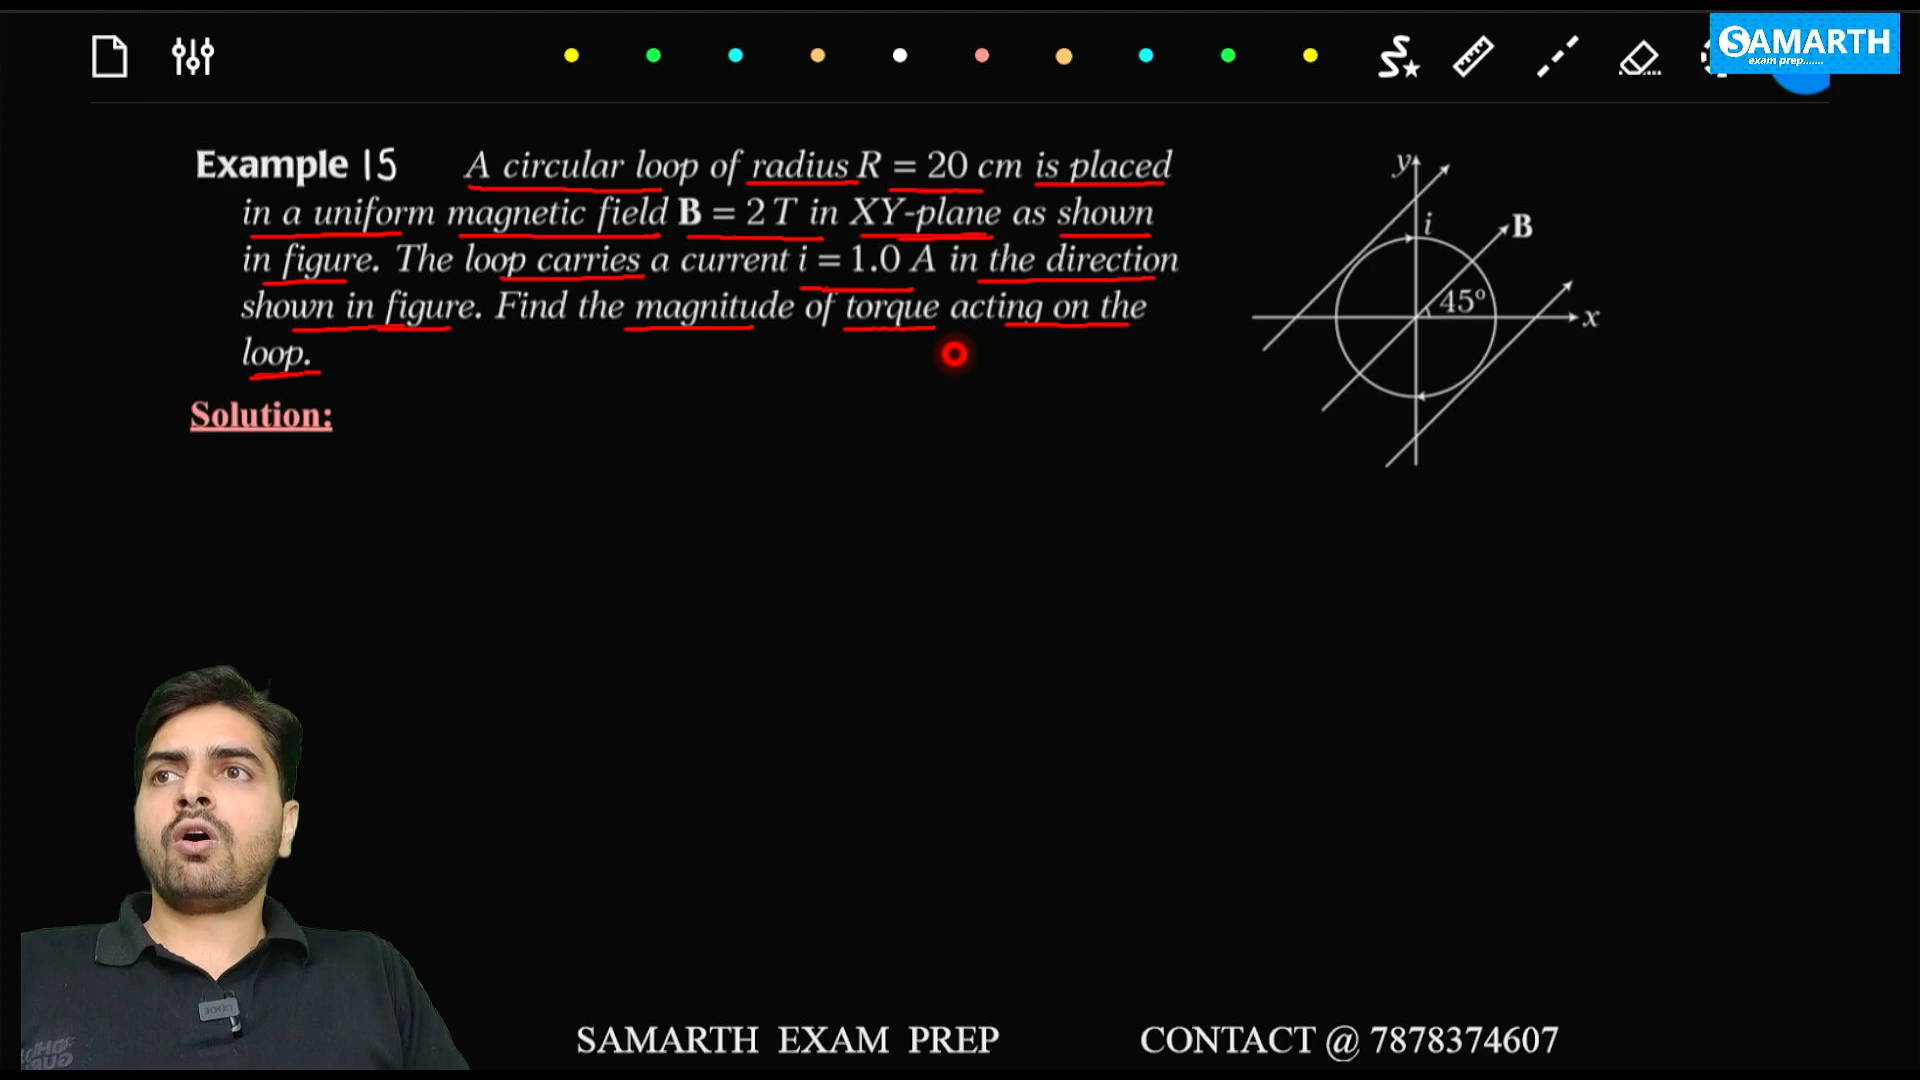 SAMARTH
exam prep.......
Example 15 A circular loop of radius R = 20 cm is placed
in a uniform magnetic field B = 2 T in XY-plane as shown
in figure. The loop carries a current i = 1.0 A in the direction
shown in figure. Find the magnitude of torque acting on the
loop.
y
i
B
45°
x
Solution:
SAMARTH EXAM PREP CONTACT @ 7878374607